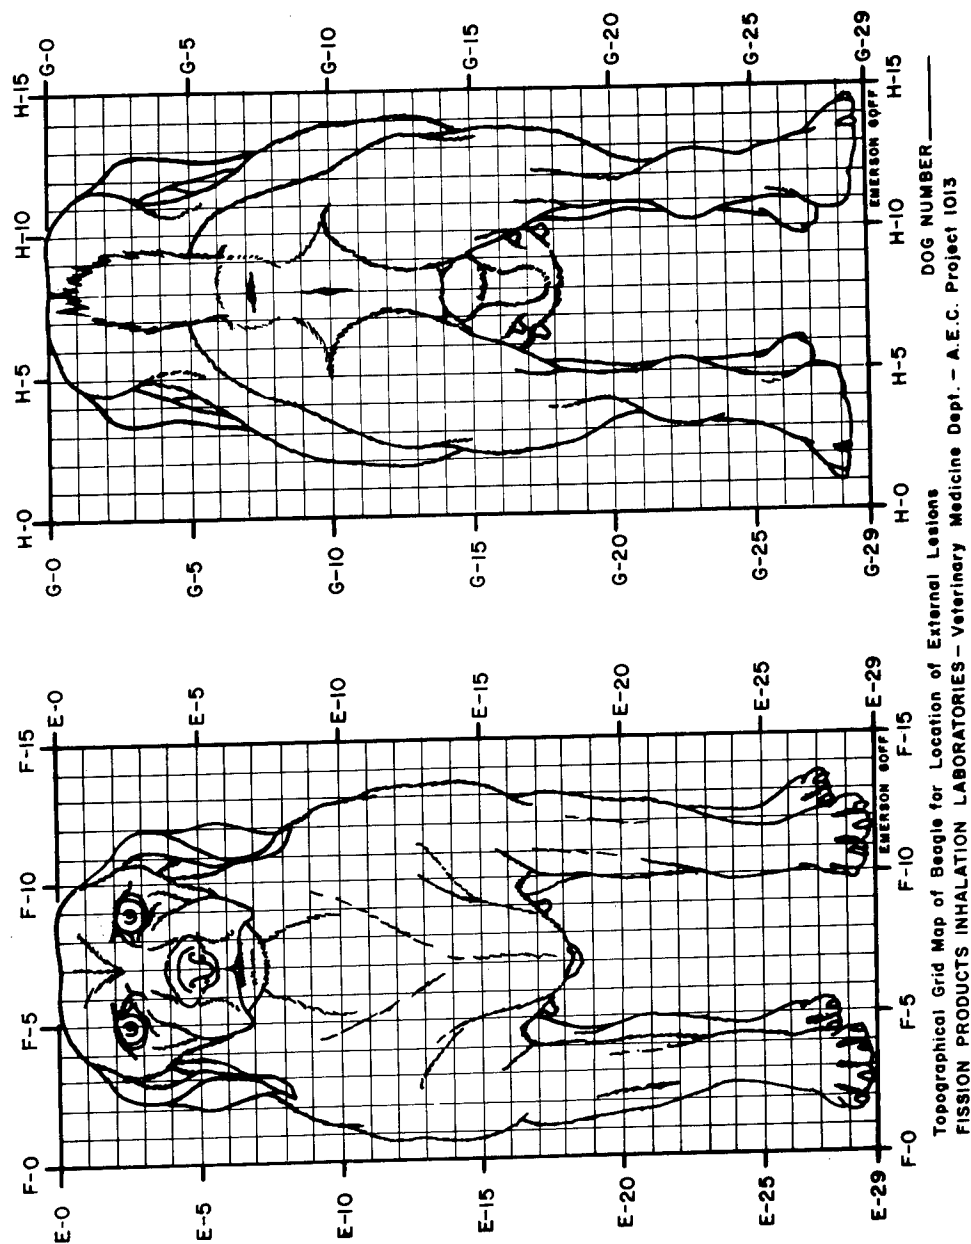 F-0 F-5 F-10 F-15 H-0 H-5 H-10 H-15
E-0 E-0 G-0 G-0
E-5 E-5 G-5 G-5
E-10 E-10 G-10 G-10
E-15 E-15 G-15 G-15
E-20 E-20 G-20 G-20
E-25 E-25 G-25 G-25
E-29 E-29 G-29 G-29
EMERSON GOFF EMERSON GOFF
F-0 F-5 F-10 F-15 H-0 H-5 H-10 H-15
DOG NUMBER
Topographical Grid Map of Beagle for Location of External Lesions
FISSION PRODUCTS INHALATION LABORATORIES - Veterinary Medicine Dept. - A.E.C. Project 1013